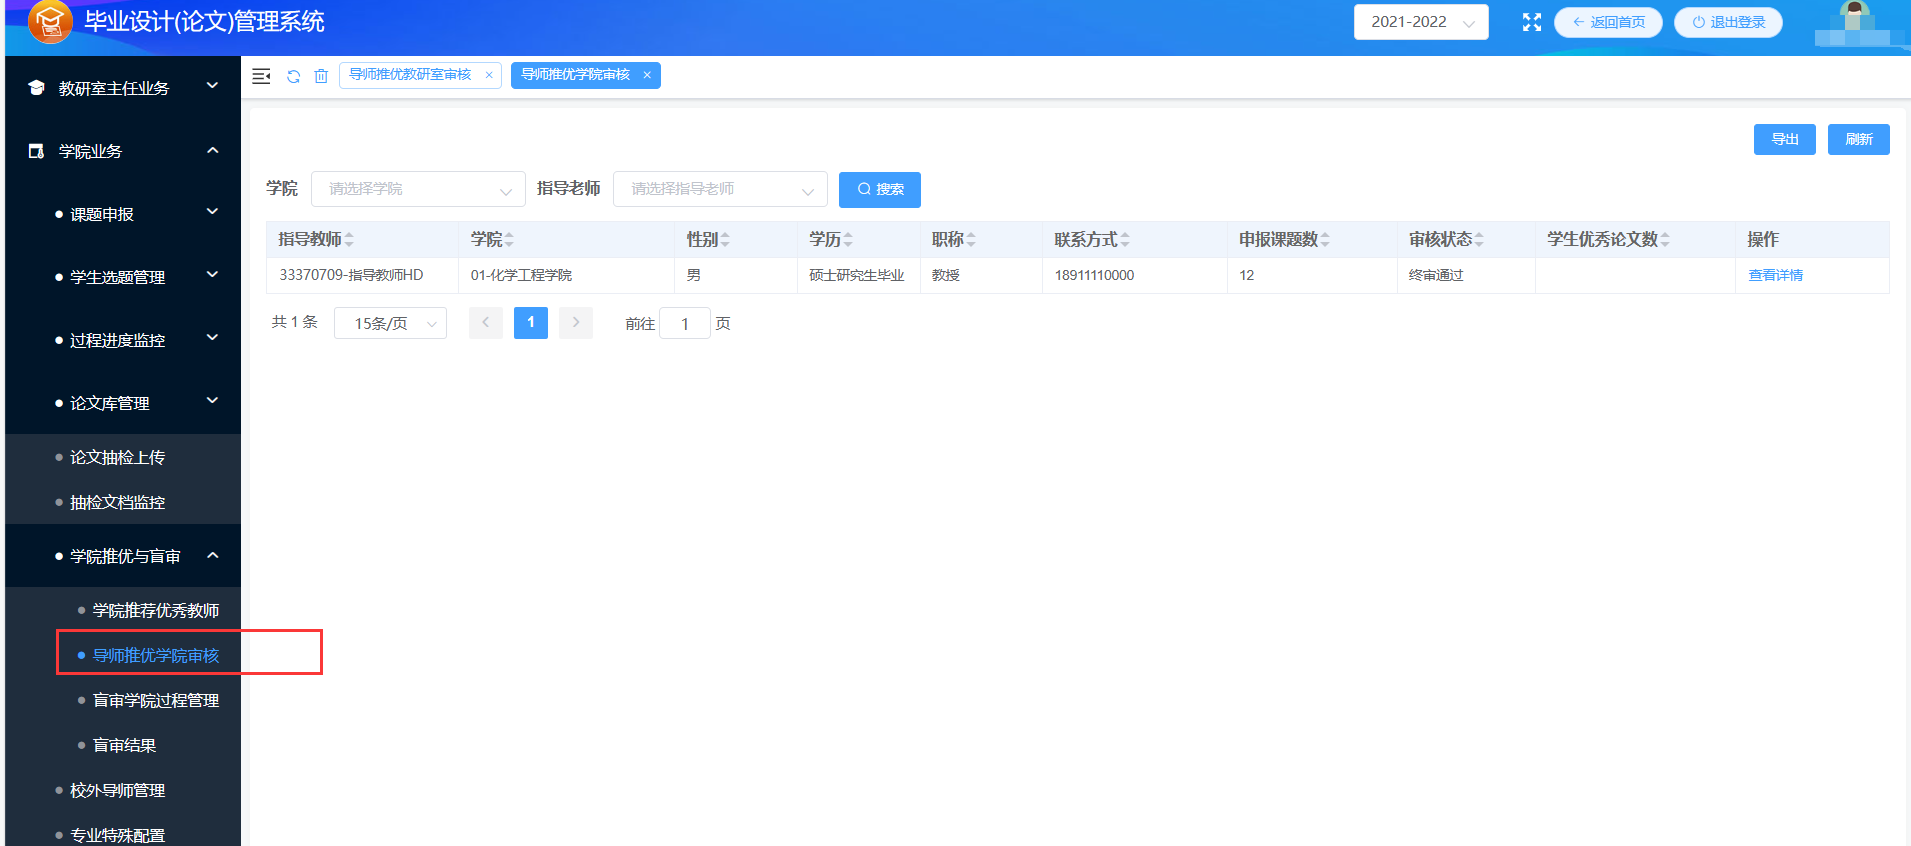 毕业设计(论文)管理系统
2021-2022
返回首页
退出登录
教研室主任业务
学院业务
课题申报
学生选题管理
过程进度监控
论文库管理
论文抽检上传
抽检文档监控
学院推优与盲审
学院推荐优秀教师
导师推优学院审核
盲审学院过程管理
盲审结果
校外导师管理
专业特殊配置
导师推优教研室审核 ×
导师推优学院审核 ×
导出 刷新
学院 请选择学院 指导老师 请选择指导老师 搜索
指导教师 学院 性别 学历 职称 联系方式 申报课题数 审核状态 学生优秀论文数 操作
33370709-指导教师HD 01-化学工程学院 男 硕士研究生毕业 教授 18911110000 12 终审通过 查看详情
共 1 条 15条/页 1 前往 1 页